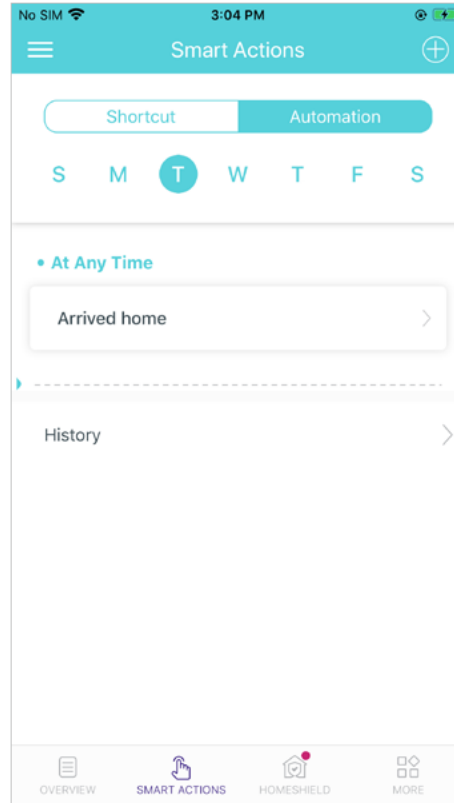 No SIM 3:04 PM
Smart Actions
Shortcut Automation
S M T W T F S
• At Any Time
Arrived home
History
OVERVIEW SMART ACTIONS HOMESHIELD MORE